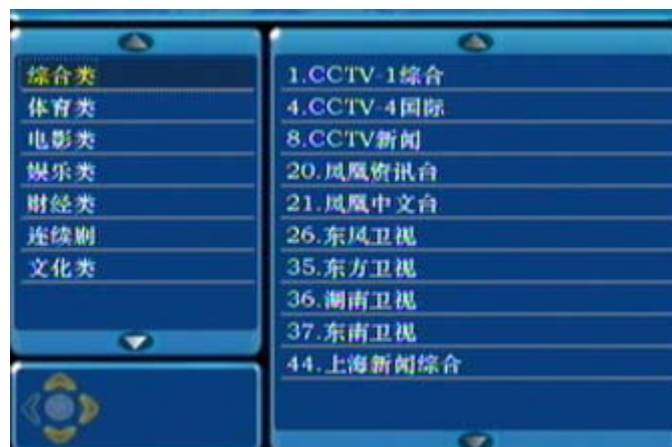 综合类
体育类
电影类
娱乐类
财经类
连续剧
文化类
1.CCTV-1综合
4.CCTV-4国际
8.CCTV新闻
20.凤凰资讯台
21.凤凰中文台
26.东风卫视
35.东方卫视
36.湖南卫视
37.东南卫视
44.上海新闻综合